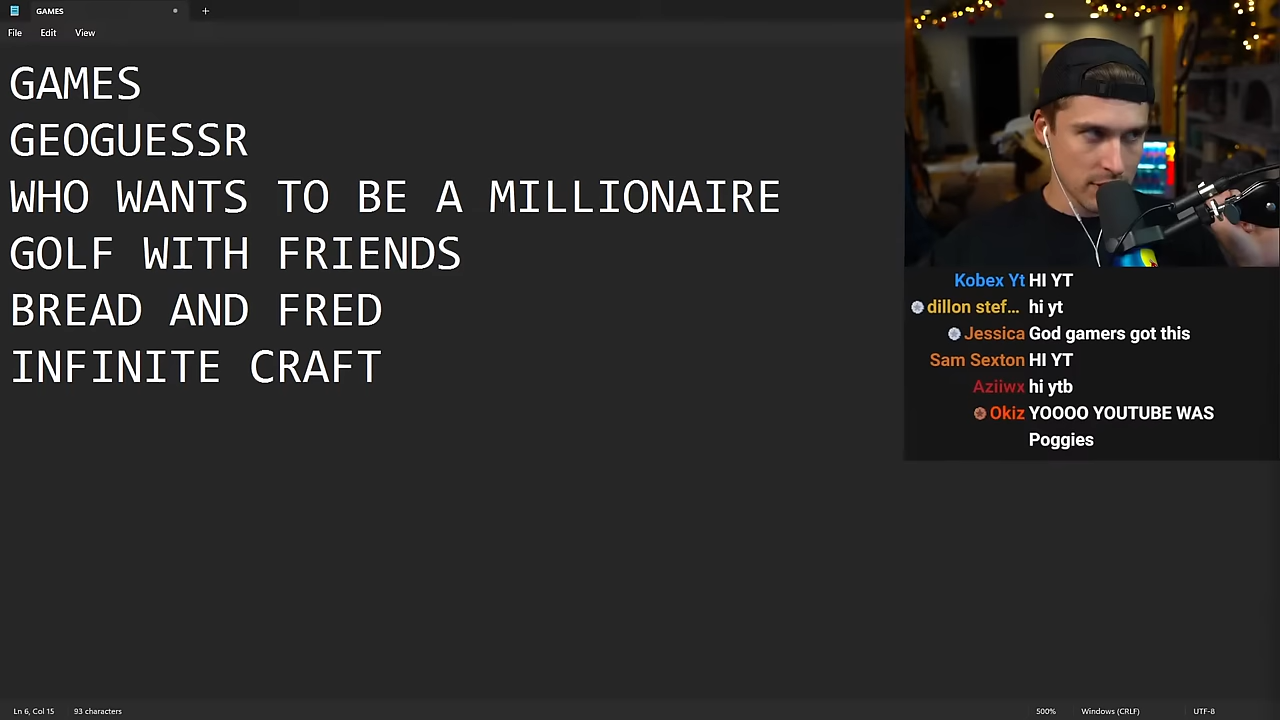 GAMES
File Edit View
GAMES
GEOGUESSR
WHO WANTS TO BE A MILLIONAIRE
GOLF WITH FRIENDS
BREAD AND FRED
INFINITE CRAFT
Kobex Yt HI YT
dillon stef... hi yt
Jessica God gamers got this
Sam Sexton HI YT
Aziiwx hi ytb
Okiz YOOOO YOUTUBE WAS
Poggies
Ln 6, Col 15 93 characters 500% Windows (CRLF) UTF-8